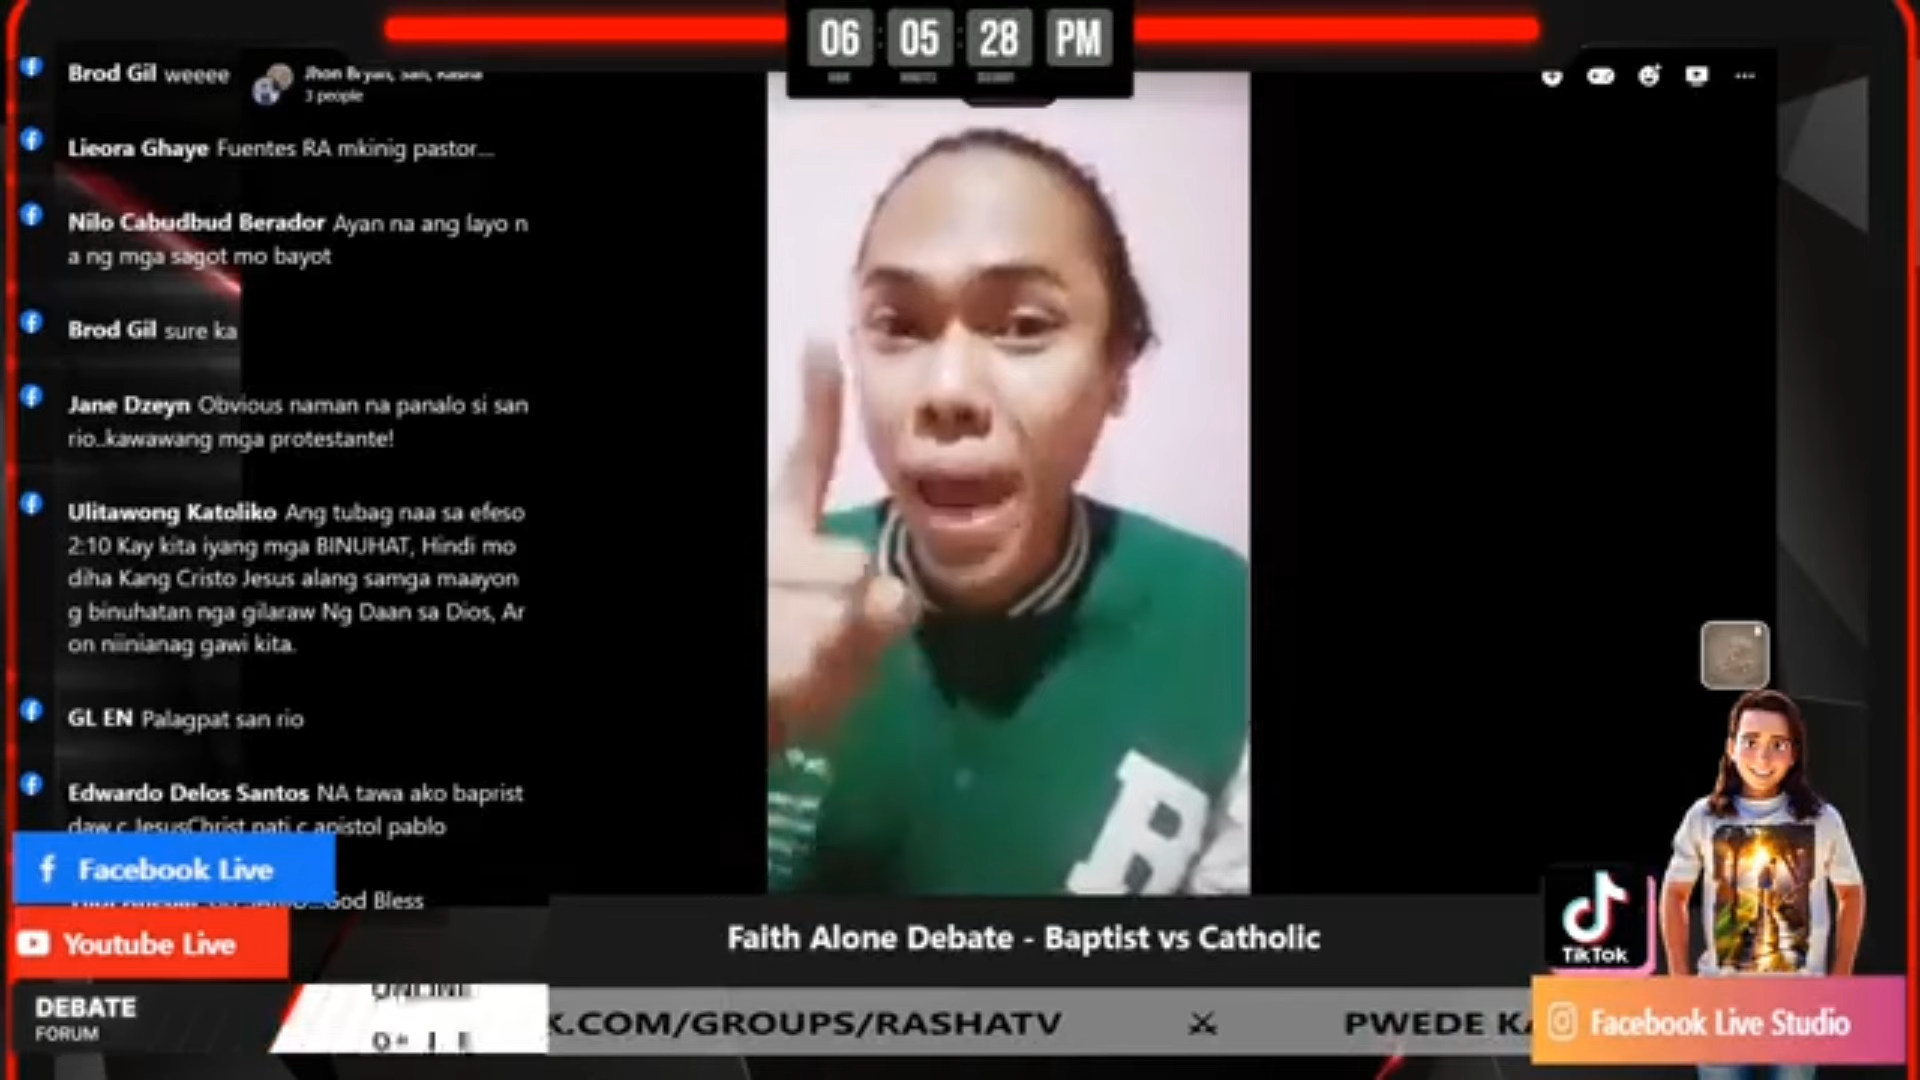 06 : 05 : 28 PM
Brod Gil weeee
Jhon Bryan, San, Rasha
3 people
Lieora Ghaye Fuentes RA mkinig pastor...
Nilo Cabudbud Berador Ayan na ang layo n
a ng mga sagot mo bayot
Brod Gil sure ka
Jane Dzeyn Obvious naman na panalo si san
rio..kawawang mga protestante!
Ulitawong Katoliko Ang tubag naa sa efeso
2:10 Kay kita iyang mga BINUHAT, Hindi mo
diha Kang Cristo Jesus alang samga maayon
g binuhatan nga gilaraw Ng Daan sa Dios, Ar
on niinianag gawi kita.
GL EN Palagpat san rio
Edwardo Delos Santos NA tawa ako baprist
daw c JesusChrist pati c apistol pablo
God Bless
Facebook Live
Youtube Live
R
Faith Alone Debate - Baptist vs Catholic
TikTok
DEBATE
FORUM
K.COM/GROUPS/RASHATV
PWEDE
Facebook Live Studio